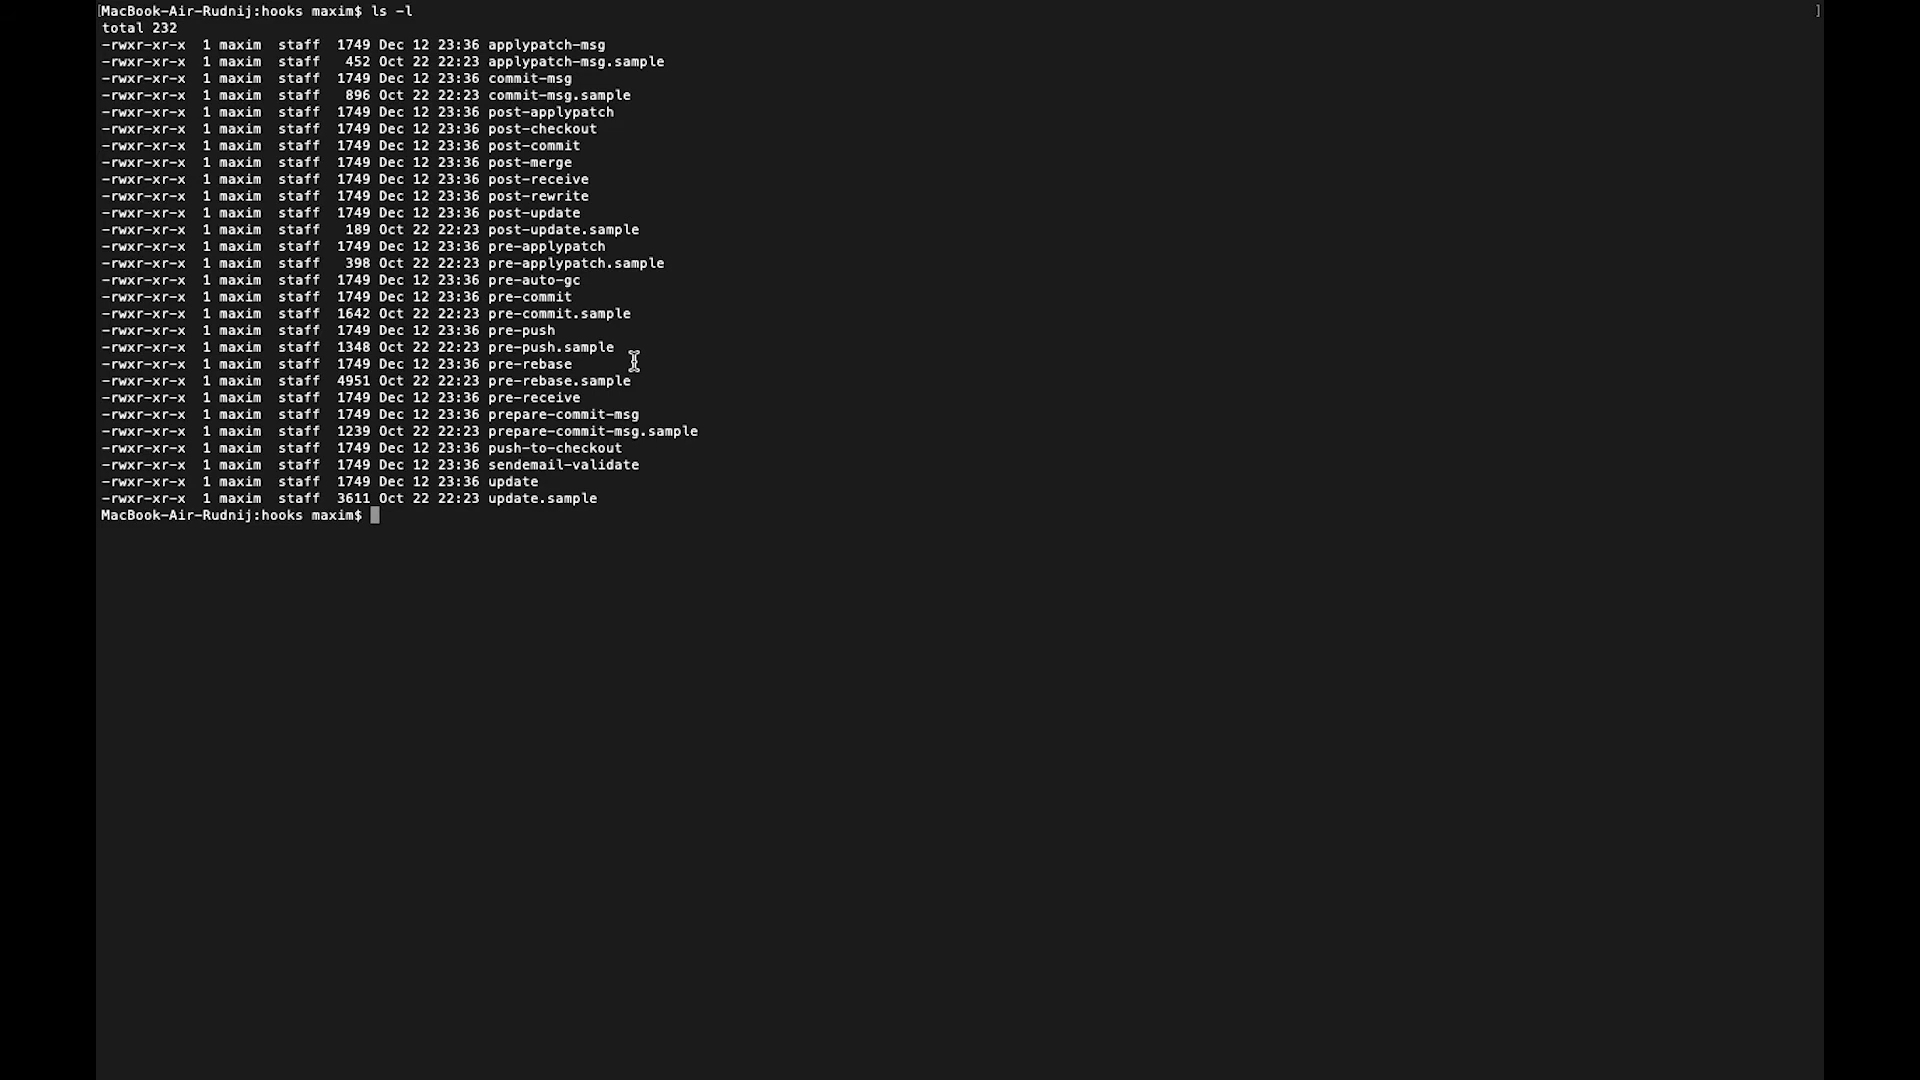 [MacBook-Air-Rudnij:hooks maxim$ ls -l ]
total 232
-rwxr-xr-x  1 maxim  staff  1749 Dec 12 23:36 applypatch-msg
-rwxr-xr-x  1 maxim  staff   452 Oct 22 22:23 applypatch-msg.sample
-rwxr-xr-x  1 maxim  staff  1749 Dec 12 23:36 commit-msg
-rwxr-xr-x  1 maxim  staff   896 Oct 22 22:23 commit-msg.sample
-rwxr-xr-x  1 maxim  staff  1749 Dec 12 23:36 post-applypatch
-rwxr-xr-x  1 maxim  staff  1749 Dec 12 23:36 post-checkout
-rwxr-xr-x  1 maxim  staff  1749 Dec 12 23:36 post-commit
-rwxr-xr-x  1 maxim  staff  1749 Dec 12 23:36 post-merge
-rwxr-xr-x  1 maxim  staff  1749 Dec 12 23:36 post-receive
-rwxr-xr-x  1 maxim  staff  1749 Dec 12 23:36 post-rewrite
-rwxr-xr-x  1 maxim  staff  1749 Dec 12 23:36 post-update
-rwxr-xr-x  1 maxim  staff   189 Oct 22 22:23 post-update.sample
-rwxr-xr-x  1 maxim  staff  1749 Dec 12 23:36 pre-applypatch
-rwxr-xr-x  1 maxim  staff   398 Oct 22 22:23 pre-applypatch.sample
-rwxr-xr-x  1 maxim  staff  1749 Dec 12 23:36 pre-auto-gc
-rwxr-xr-x  1 maxim  staff  1749 Dec 12 23:36 pre-commit
-rwxr-xr-x  1 maxim  staff  1642 Oct 22 22:23 pre-commit.sample
-rwxr-xr-x  1 maxim  staff  1749 Dec 12 23:36 pre-push
-rwxr-xr-x  1 maxim  staff  1348 Oct 22 22:23 pre-push.sample
-rwxr-xr-x  1 maxim  staff  1749 Dec 12 23:36 pre-rebase
-rwxr-xr-x  1 maxim  staff  4951 Oct 22 22:23 pre-rebase.sample
-rwxr-xr-x  1 maxim  staff  1749 Dec 12 23:36 pre-receive
-rwxr-xr-x  1 maxim  staff  1749 Dec 12 23:36 prepare-commit-msg
-rwxr-xr-x  1 maxim  staff  1239 Oct 22 22:23 prepare-commit-msg.sample
-rwxr-xr-x  1 maxim  staff  1749 Dec 12 23:36 push-to-checkout
-rwxr-xr-x  1 maxim  staff  1749 Dec 12 23:36 sendemail-validate
-rwxr-xr-x  1 maxim  staff  1749 Dec 12 23:36 update
-rwxr-xr-x  1 maxim  staff  3611 Oct 22 22:23 update.sample
MacBook-Air-Rudnij:hooks maxim$